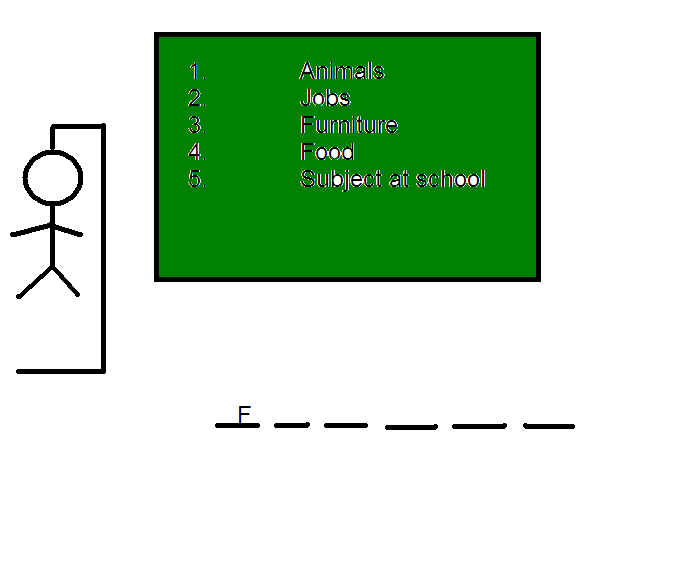 1. Animals
2. Jobs
3. Furniture
4. Food
5. Subject at school
F